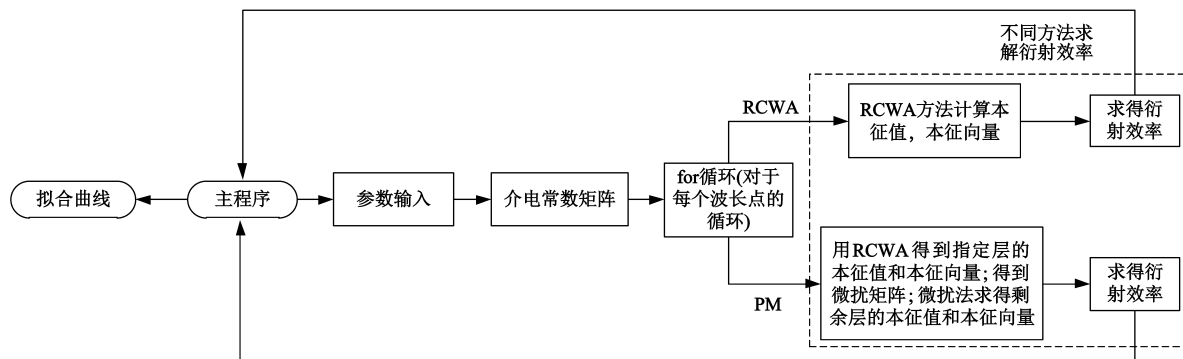 不同方法求
解衍射效率
RCWA
RCWA方法计算本
征值，本征向量
求得衍
射效率
拟合曲线
主程序
参数输入
介电常数矩阵
for循环(对于
每个波长点的
循环)
PM
用RCWA得到指定层的
本征值和本征向量;得到
微扰矩阵;微扰法求得剩
余层的本征值和本征向量
求得衍
射效率